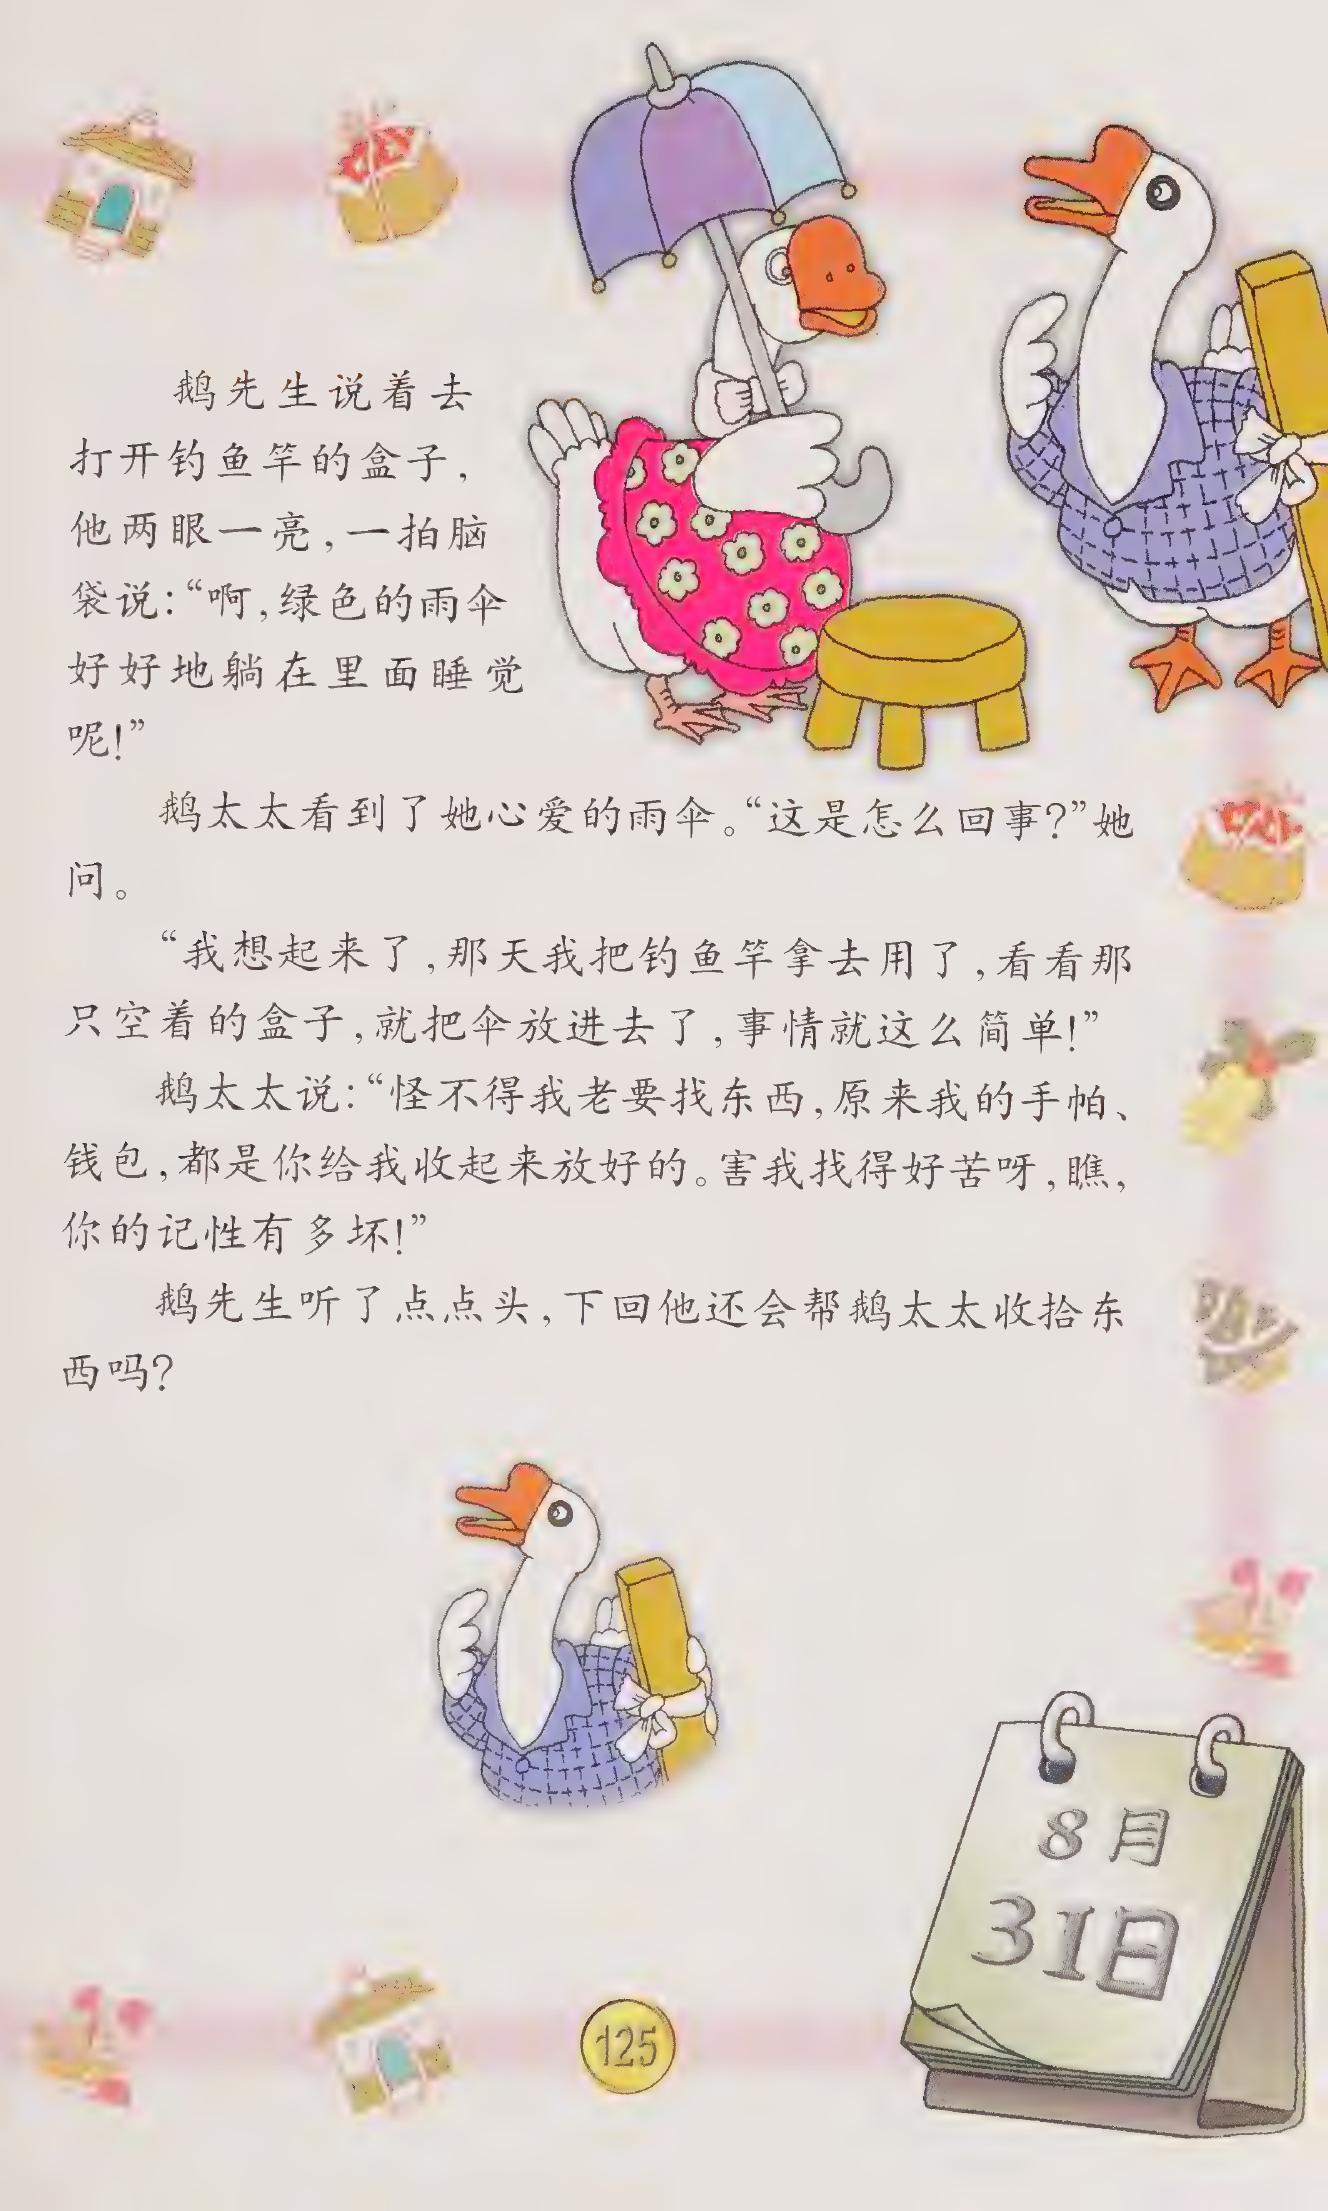 鹅先生说着去
打开钓鱼竿的盒子，
他两眼一亮，一拍脑
袋说：“啊，绿色的雨伞
好好地躺在里面睡觉
呢！”
鹅太太看到了她心爱的雨伞。“这是怎么回事？”她
问。
“我想起来了，那天我把钓鱼竿拿去用了，看看那
只空着的盒子，就把伞放进去了，事情就这么简单！”
鹅太太说：“怪不得我老要找东西，原来我的手帕、
钱包，都是你给我收起来放好的。害我找得好苦呀，瞧，
你的记性有多坏！”
鹅先生听了点点头，下回他还会帮鹅太太收拾东
西吗？
8月
31日
125